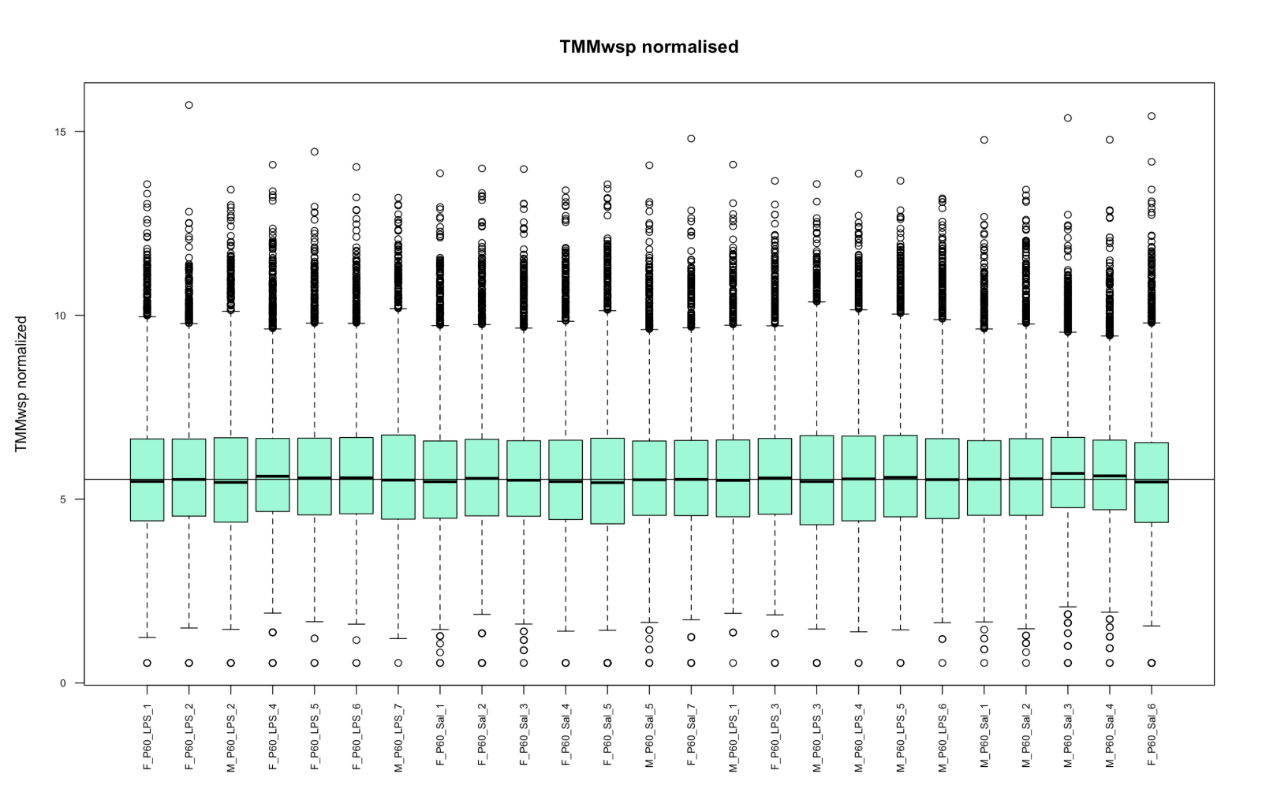 TMMwsp normalised
TMMwsp normalized
15
10
5
0
F_P60_LPS_1
F_P60_LPS_2
M_P60_LPS_2
F_P60_LPS_4
F_P60_LPS_5
F_P60_LPS_6
M_P60_LPS_7
F_P60_Sal_1
F_P60_Sal_2
F_P60_Sal_3
F_P60_Sal_4
F_P60_Sal_5
M_P60_Sal_5
F_P60_Sal_7
M_P60_LPS_1
F_P60_LPS_3
M_P60_LPS_3
M_P60_LPS_4
M_P60_LPS_5
M_P60_LPS_6
M_P60_Sal_1
M_P60_Sal_2
M_P60_Sal_3
M_P60_Sal_4
F_P60_Sal_6